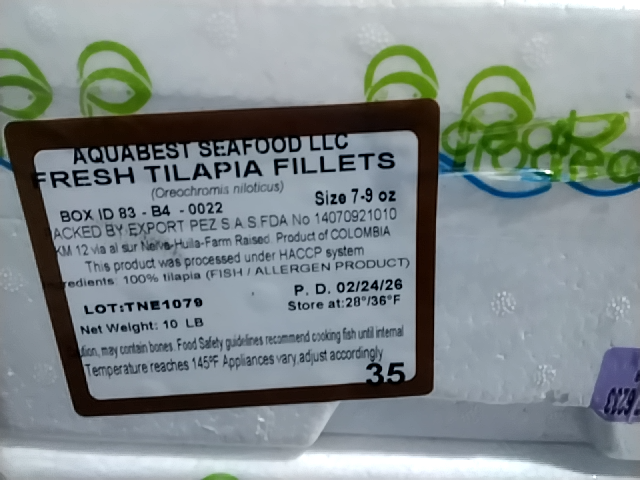 AQUABEST SEAFOOD LLC
FRESH TILAPIA FILLETS
(Oreochromis niloticus)
BOX ID 83 - B4 - 0022
Size 7-9 oz
ACKED BY EXPORT PEZ S.A.S.FDA No 14070921010
KM 12 via al sur Neiva-Huila-Farm Raised. Product of COLOMBIA
This product was processed under HACCP system
edients: 100% tilapia (FISH / ALLERGEN PRODUCT)
P. D. 02/24/26
LOT:TNE1079
Store at:28°/36°F
Net Weight: 10 LB
ution, may contain bones. Food Safety guidelines recommend cooking fish until internal
Temperature reaches 145ºF Appliances vary,adjust accordingly
35